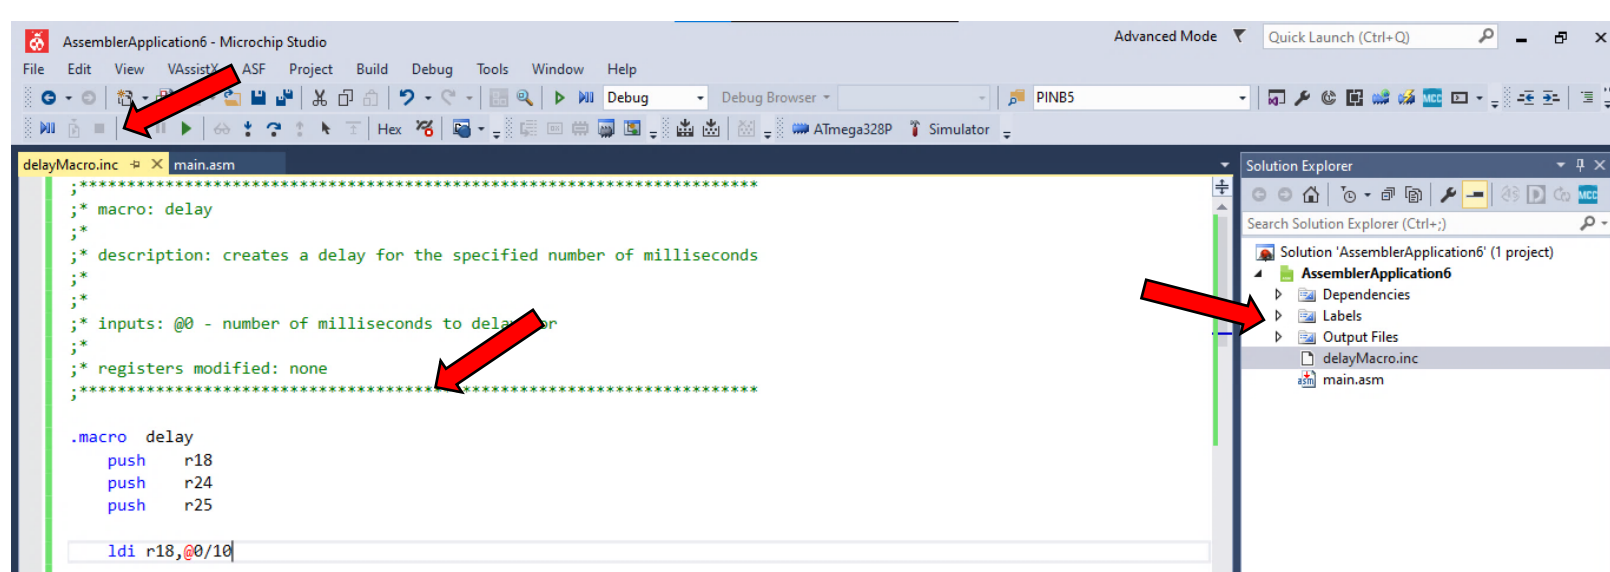 AssemblerApplication6 - Microchip Studio
Advanced Mode
Quick Launch (Ctrl+Q)
File Edit View VAssistX ASF Project Build Debug Tools Window Help
Debug Debug Browser PINB5
Hex ATmega328P Simulator
delayMacro.inc main.asm
;***********************************************************************
;* macro: delay
;*
;* description: creates a delay for the specified number of milliseconds
;*
;*
;* inputs: @0 - number of milliseconds to
;*
;* registers modified: none
;***********************************************************************
.macro delay
push r18
push r24
push r25
ldi r18,@0/10
Solution Explorer
MCC
Search Solution Explorer (Ctrl+;)
Solution 'AssemblerApplication6' (1 project)
AssemblerApplication6
Dependencies
Labels
Output Files
delayMacro.inc
asm main.asm